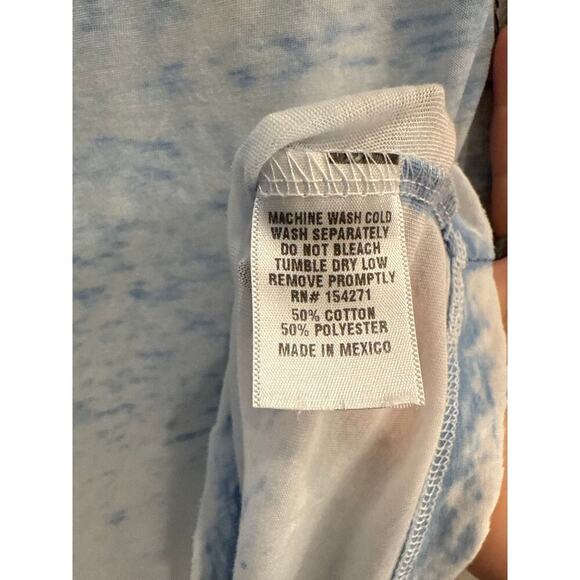 MACHINE WASH COLD
WASH SEPARATELY
DO NOT BLEACH
TUMBLE DRY LOW
REMOVE PROMPTLY
RN# 154271
50% COTTON
50% POLYESTER
MADE IN MEXICO